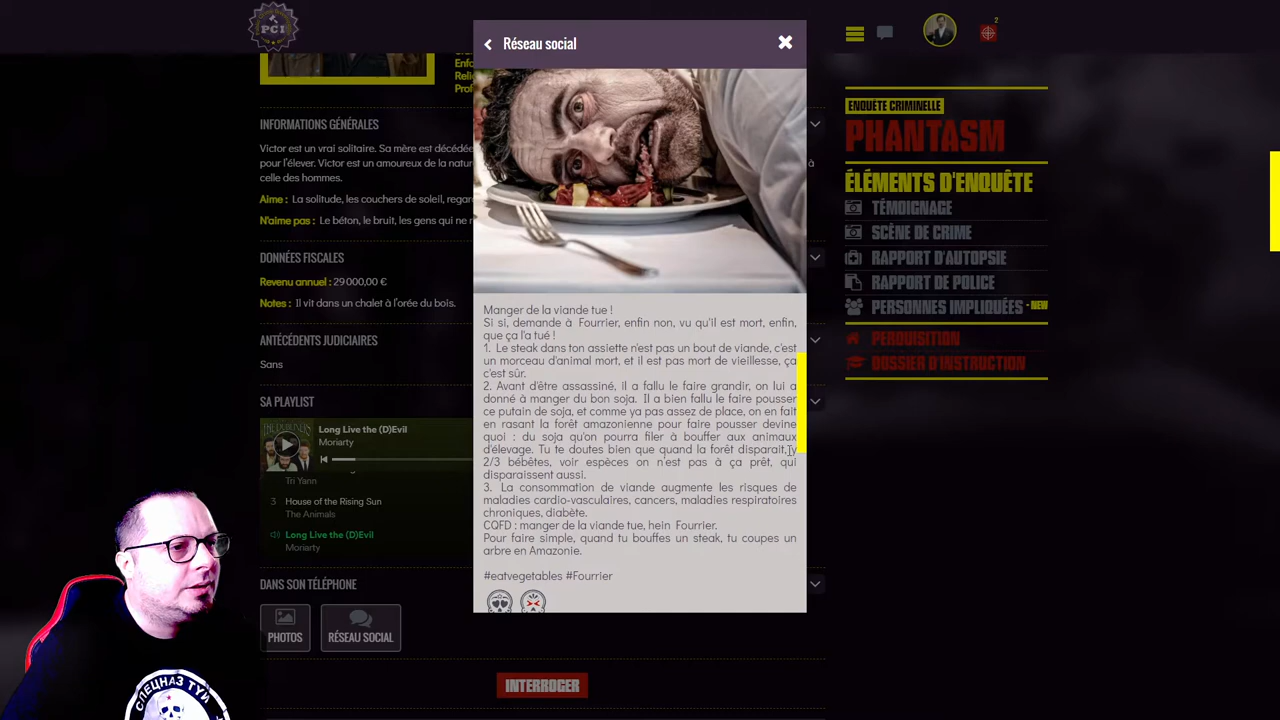 PCI
Réseau social
2
Enfa
Reli
Prof
INFORMATIONS GÉNÉRALES
Victor est un vrai solitaire. Sa mère est décédée
pour l'élever. Victor est un amoureux de la natur
à
celle des hommes.
Aime : La solitude, les couchers de soleil, regar
N'aime pas : Le béton, le bruit, les gens qui ne r
DONNÉES FISCALES
Revenu annuel : 29 000,00 €
Notes : Il vit dans un chalet à l'orée du bois.
ANTÉCÉDENTS JUDICIAIRES
Sans
SA PLAYLIST
Long Live the (D)Evil
Moriarty
Tri Yann
3 House of the Rising Sun
The Animals
Long Live the (D)Evil
Moriarty
DANS SON TÉLÉPHONE
PHOTOS
RÉSEAU SOCIAL
INTERROGER
Manger de la viande tue !
Si si, demande à Fourrier, enfin non, vu qu'il est mort, enfin,
que ça l'a tué !
1. Le steak dans ton assiette n'est pas un bout de viande, c'est
un morceau d'animal mort, et il est pas mort de vieillesse, ça
c'est sûr.
2. Avant d'être assassiné, il a fallu le faire grandir, on lui a
donné à manger du bon soja. Il a bien fallu le faire pousser
ce putain de soja, et comme ya pas assez de place, on en fait
en rasant la forêt amazonienne pour faire pousser devine
quoi : du soja qu'on pourra filer à bouffer aux animaux
d'élevage. Tu te doutes bien que quand la forêt disparait, y
2/3 bébêtes, voir espèces on n'est pas à ça prêt, qui
disparaissent aussi.
3. La consommation de viande augmente les risques de
maladies cardio-vasculaires, cancers, maladies respiratoires
chroniques, diabète.
CQFD : manger de la viande tue, hein Fourrier.
Pour faire simple, quand tu bouffes un steak, tu coupes un
arbre en Amazonie.
#eatvegetables #Fourrier
ENQUÊTE CRIMINELLE
PHANTASM
ÉLÉMENTS D'ENQUÊTE
TÉMOIGNAGE
SCÈNE DE CRIME
RAPPORT D'AUTOPSIE
RAPPORT DE POLICE
PERSONNES IMPLIQUÉES - NEW
PERQUISITION
DOSSIER D'INSTRUCTION
СПЕЦНАЗ ТУЙ